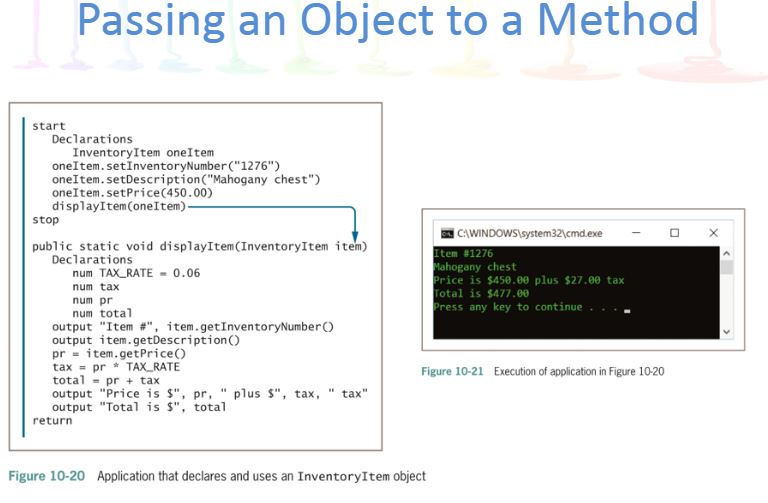 Passing an Object to a Method
start
Declarations
InventoryItem oneItem
oneItem.setInventoryNumber("1276")
oneItem.setDescription("Mahogany chest")
oneItem.setPrice(450.00)
displayItem(oneItem)
stop
public static void displayItem(InventoryItem item)
Declarations
num TAX_RATE = 0.06
num tax
num pr
num total
output "Item #", item.getInventoryNumber()
output item.getDescription()
pr = item.getPrice()
tax = pr * TAX_RATE
total = pr + tax
output "Price is $", pr, " plus $", tax, " tax"
output "Total is $", total
return
Figure 10-20 Application that declares and uses an InventoryItem object
C:\WINDOWS\system32\cmd.exe
Item #1276
Mahogany chest
Price is $450.00 plus $27.00 tax
Total is $477.00
Press any key to continue . . .
Figure 10-21 Execution of application in Figure 10-20